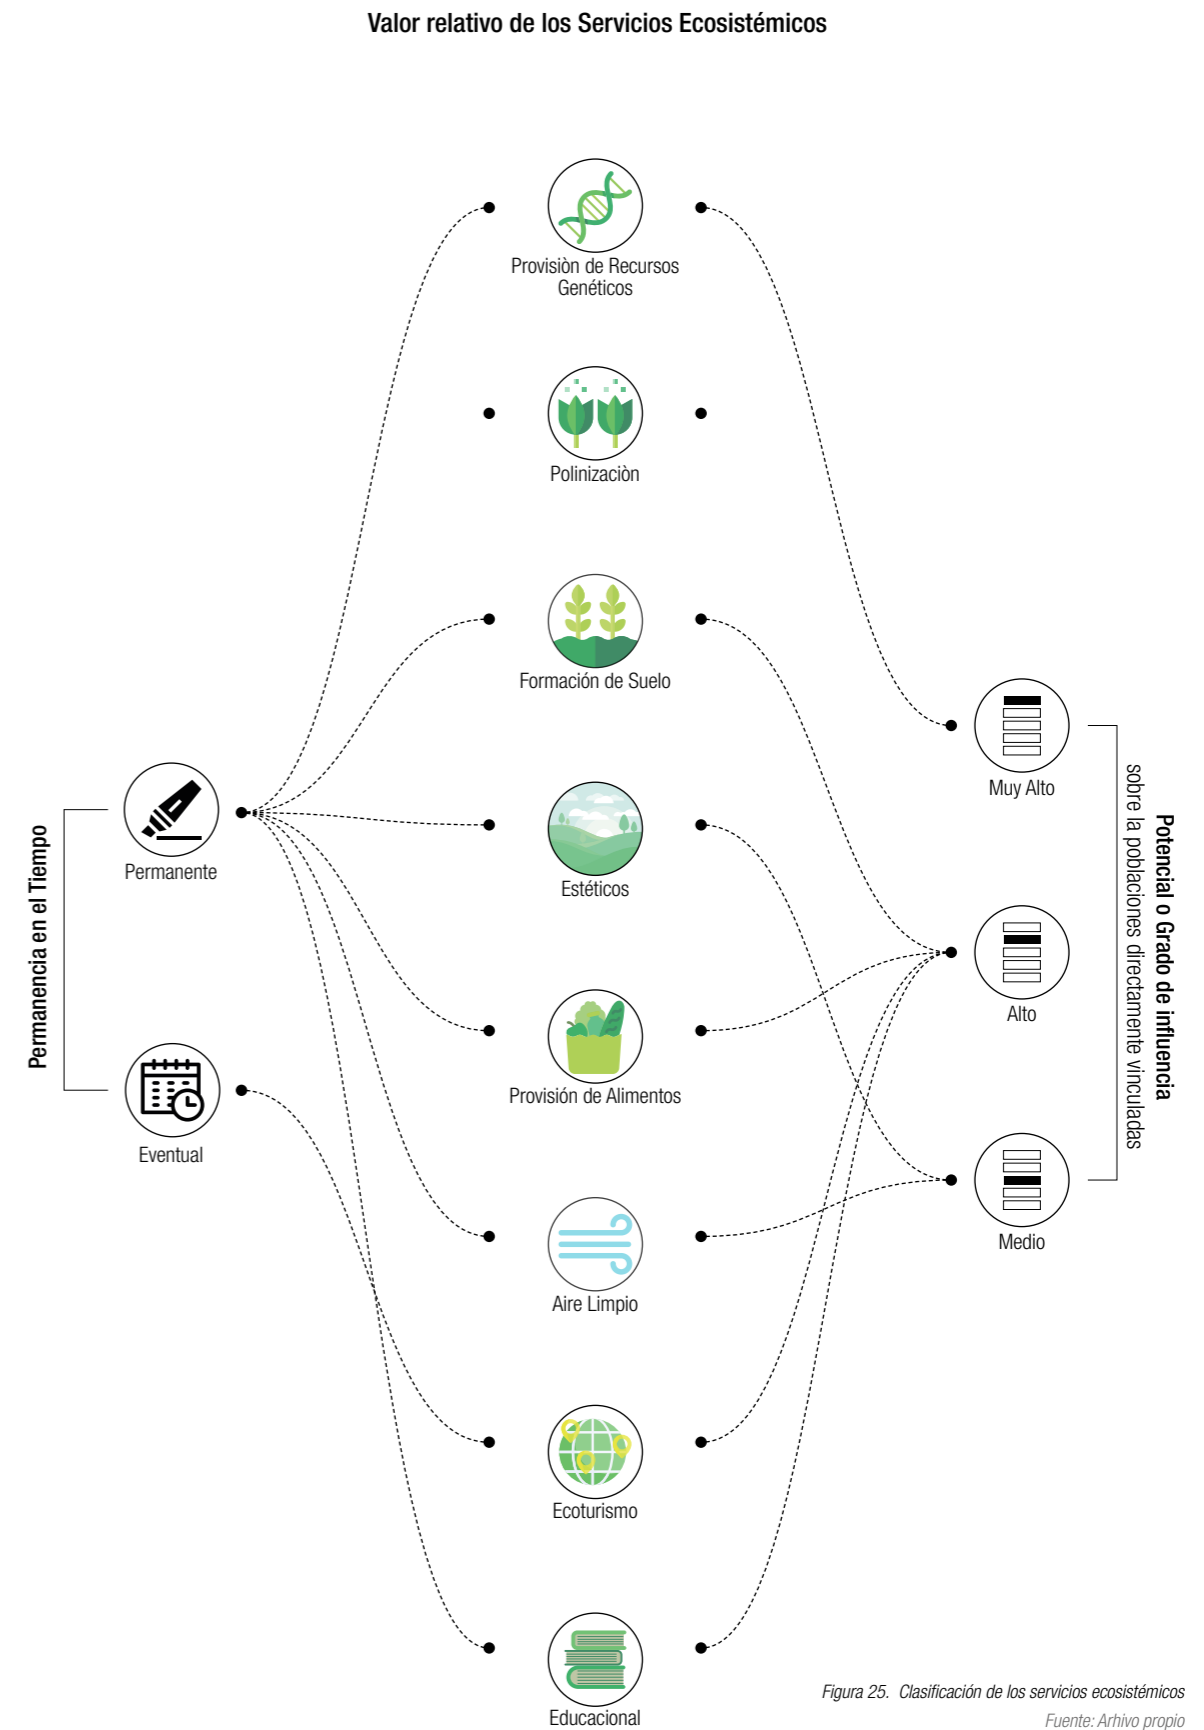 Valor relativo de los Servicios Ecosistémicos
Provisiòn de Recursos
Genéticos
Polinizaciòn
Formación de Suelo
Estéticos
Provisión de Alimentos
Aire Limpio
Ecoturismo
Educacional
Permanencia en el Tiempo
Permanente
Eventual
Muy Alto
Alto
Medio
Potencial o Grado de influencia
sobre la poblaciones directamente vinculadas
Figura 25. Clasificación de los servicios ecosistémicos
Fuente: Arhivo propio